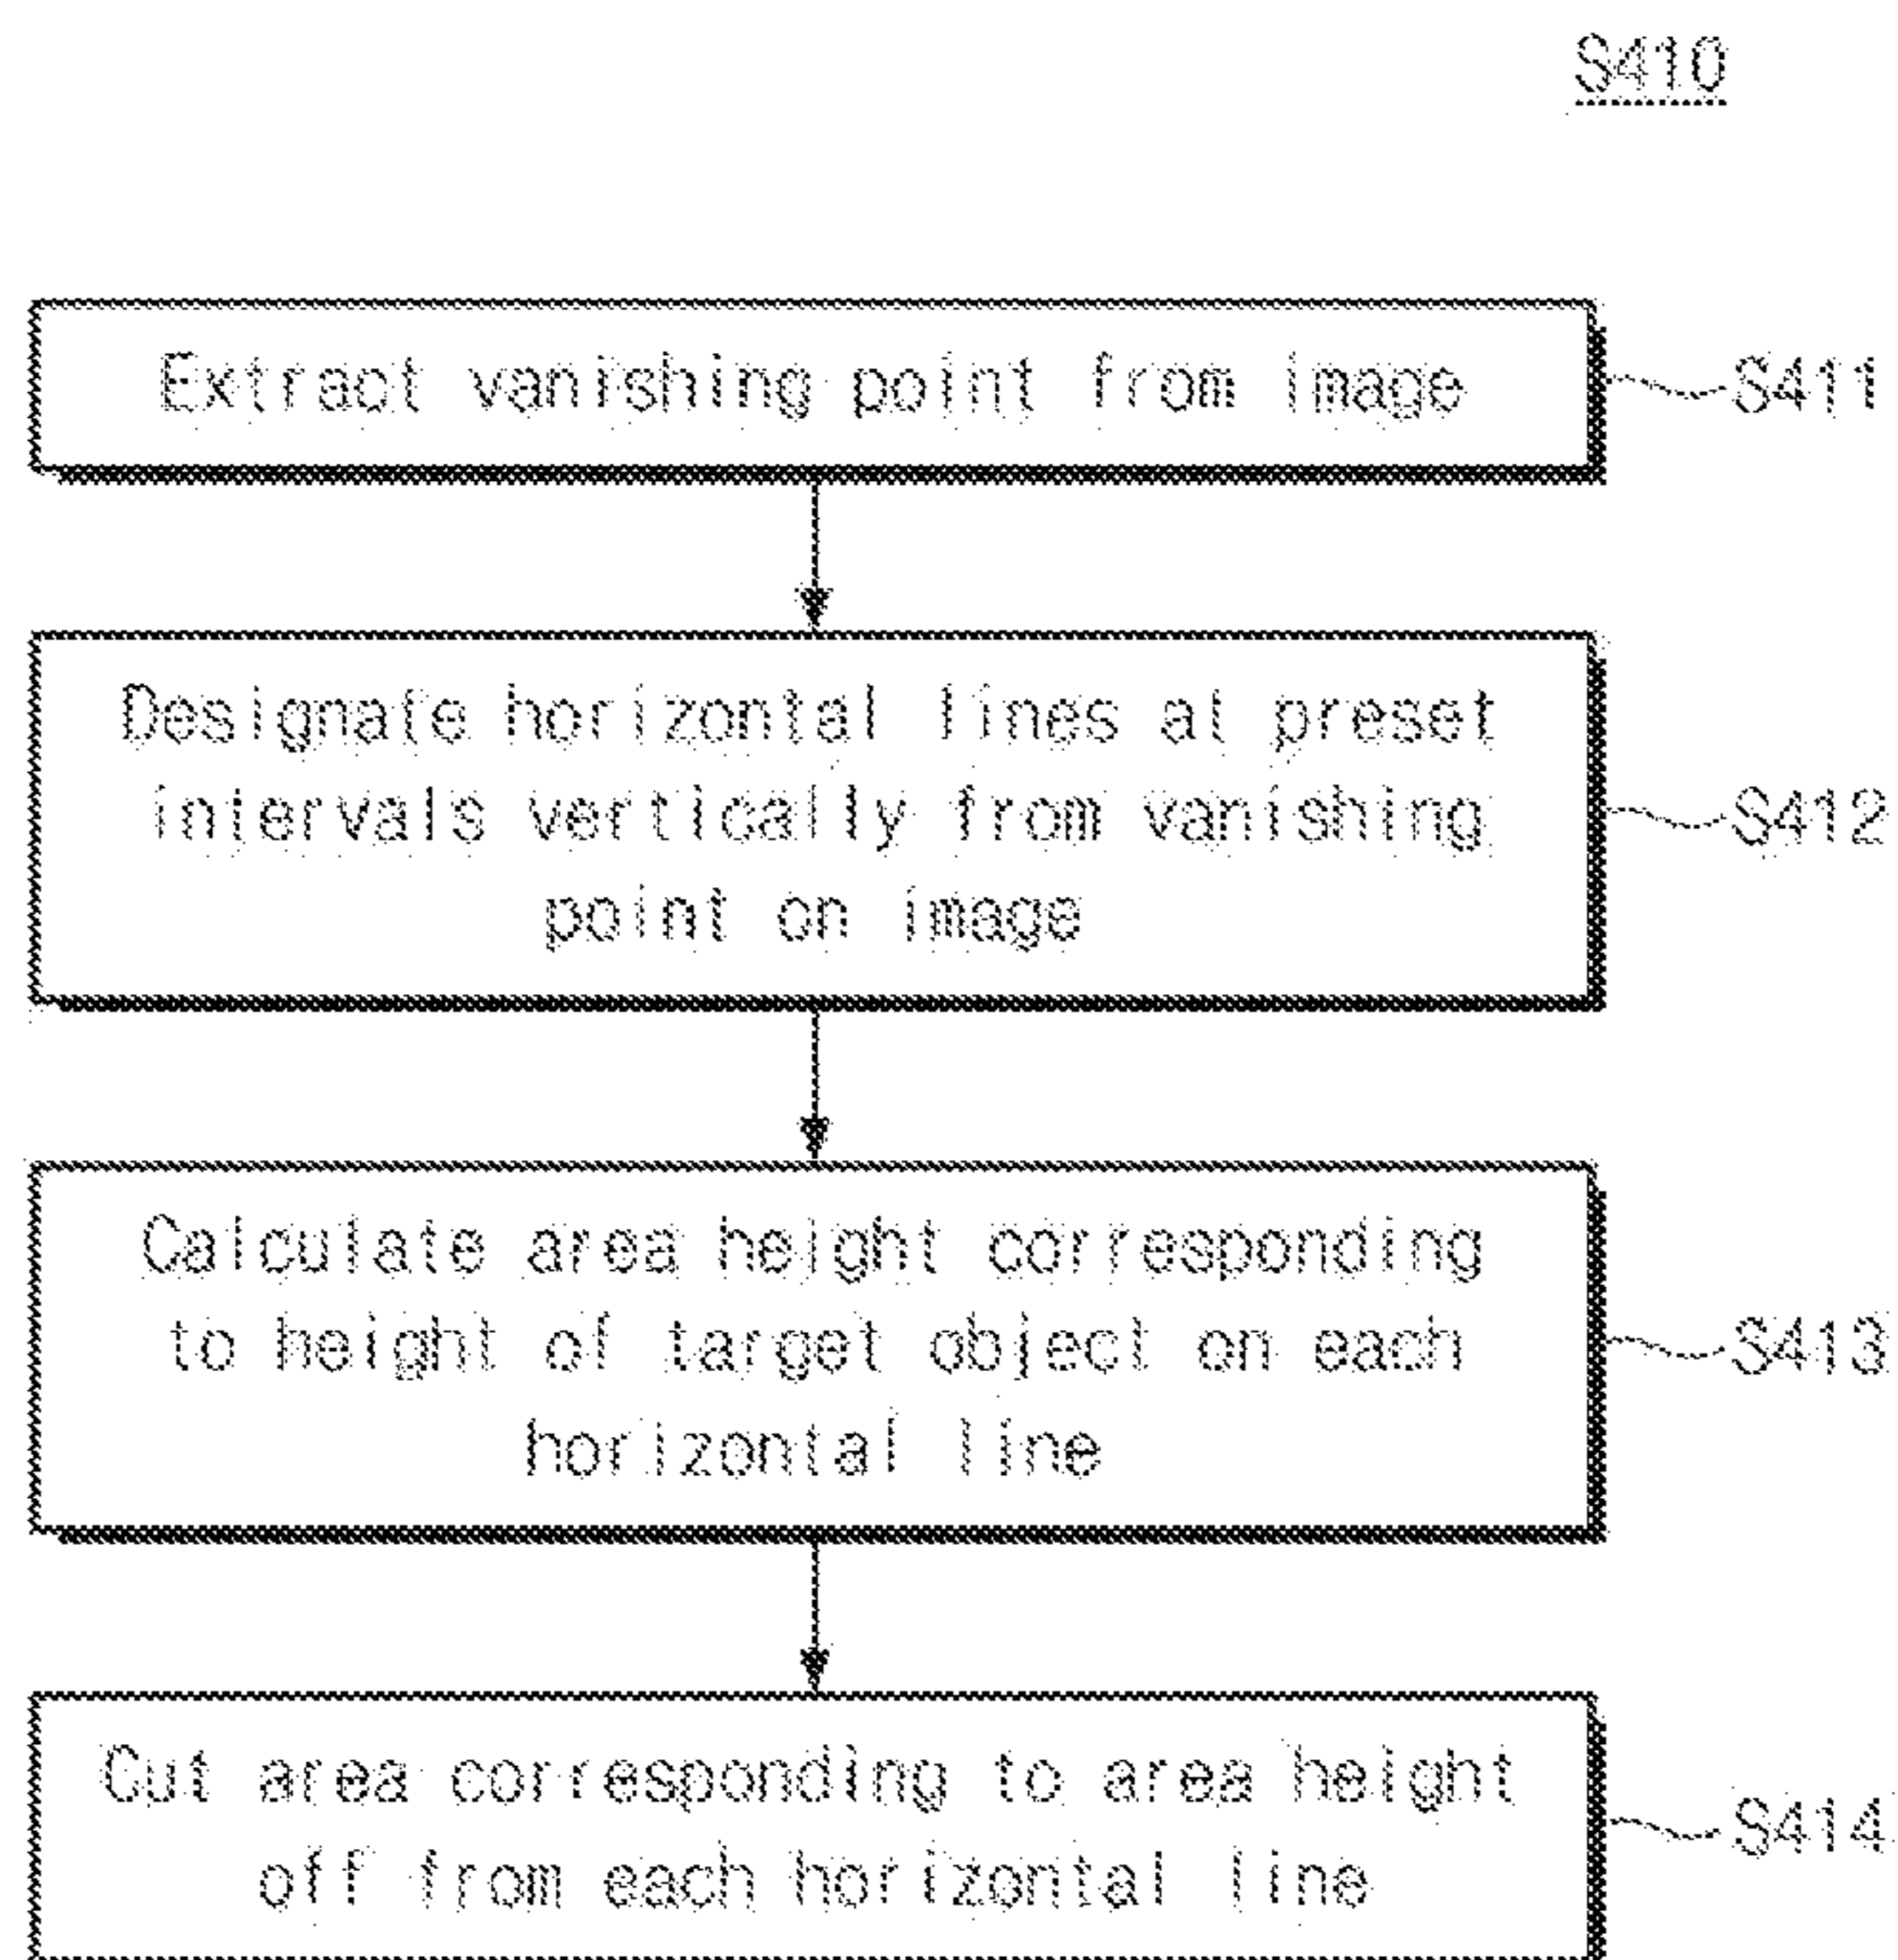 S410
Extract vanishing point from image
S411
Designate horizontal lines at preset
intervals vertically from vanishing
point on image
S412
Calculate area height corresponding
to height of target object on each
horizontal line
S413
Cut area corresponding to area height
off from each horizontal line
S414